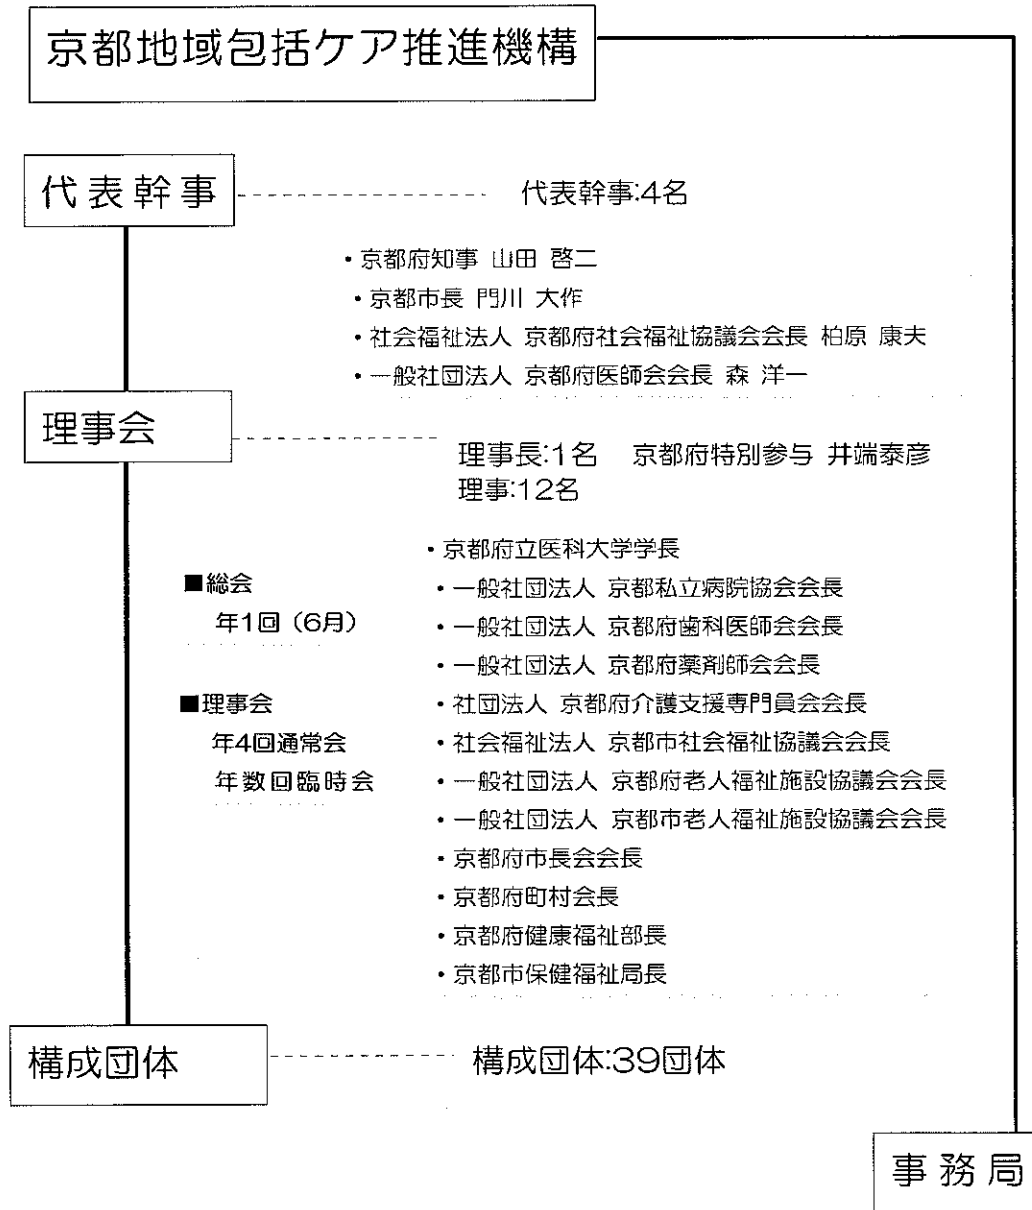 京都地域包括ケア推進機構
代表幹事
代表幹事:4名
・京都府知事 山田 啓二
・京都市長 門川 大作
・社会福祉法人 京都府社会福祉協議会会長 柏原 康夫
・一般社団法人 京都府医師会会長 森 洋一
理事会
理事長:1名 京都府特別参与 井端泰彦
理事:12名
■総会
年1回（6月）
■理事会
年4回通常会
年数回臨時会
・京都府立医科大学学長
・一般社団法人 京都私立病院協会会長
・一般社団法人 京都府歯科医師会会長
・一般社団法人 京都府薬剤師会会長
・社団法人 京都府介護支援専門員会会長
・社会福祉法人 京都市社会福祉協議会会長
・一般社団法人 京都府老人福祉施設協議会会長
・一般社団法人 京都市老人福祉施設協議会会長
・京都府市長会会長
・京都府町村会長
・京都府健康福祉部長
・京都市保健福祉局長
構成団体
構成団体:39団体
事務局